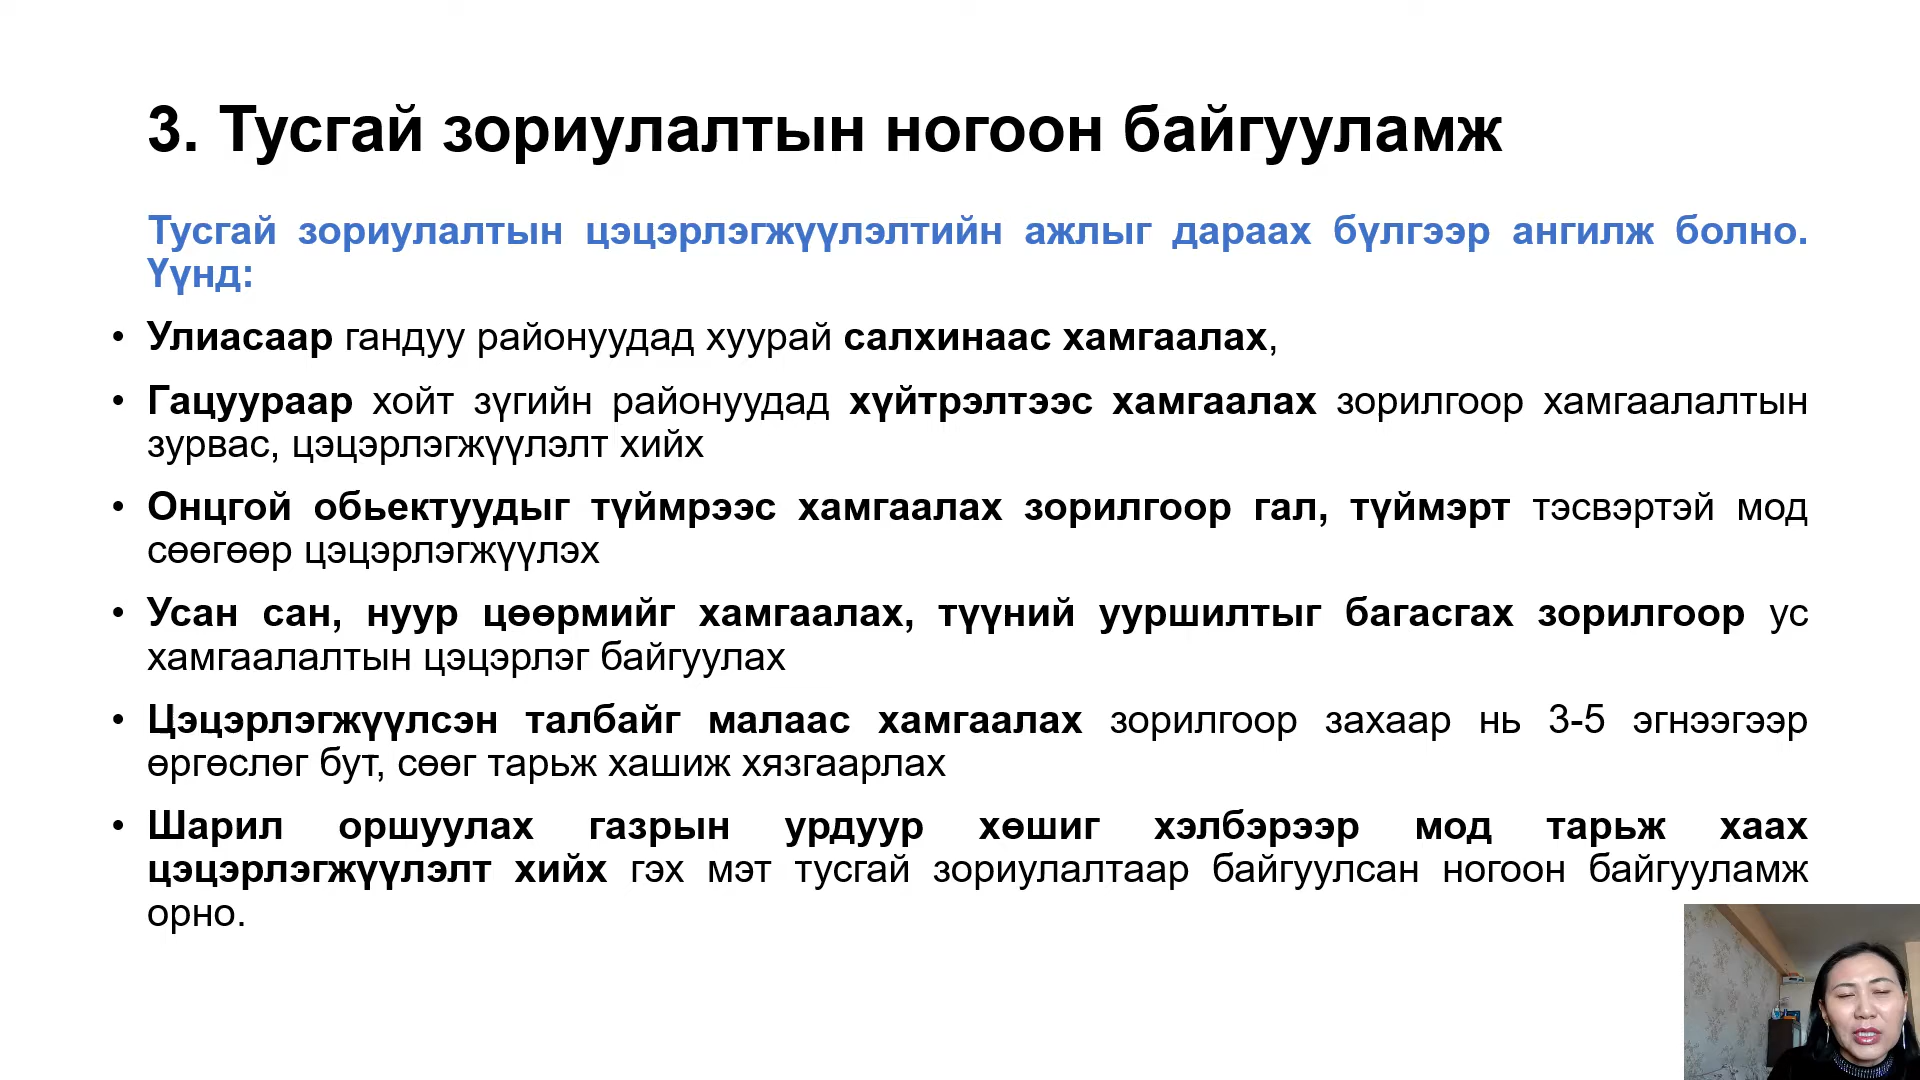 3. Тусгай зориулалтын ногоон байгууламж
Тусгай зориулалтын цэцэрлэгжүүлэлтийн ажлыг дараах бүлгээр ангилж болно.
Үүнд:
• Улиасаар гандуу районуудад хуурай салхинаас хамгаалах,
• Гацуураар хойт зүгийн районуудад хүйтрэлтээс хамгаалах зорилгоор хамгаалалтын
зурвас, цэцэрлэгжүүлэлт хийх
• Онцгой обьектуудыг түймрээс хамгаалах зорилгоор гал, түймэрт тэсвэртэй мод
сөөгөөр цэцэрлэгжүүлэх
• Усан сан, нуур цөөрмийг хамгаалах, түүний ууршилтыг багасгах зорилгоор ус
хамгаалалтын цэцэрлэг байгуулах
• Цэцэрлэгжүүлсэн талбайг малаас хамгаалах зорилгоор захаар нь 3-5 эгнээгээр
өргөслөг бут, сөөг тарьж хашиж хязгаарлах
• Шарил оршуулах газрын урдуур хөшиг хэлбэрээр мод тарьж хаах
цэцэрлэгжүүлэлт хийх гэх мэт тусгай зориулалтаар байгуулсан ногоон байгууламж
орно.